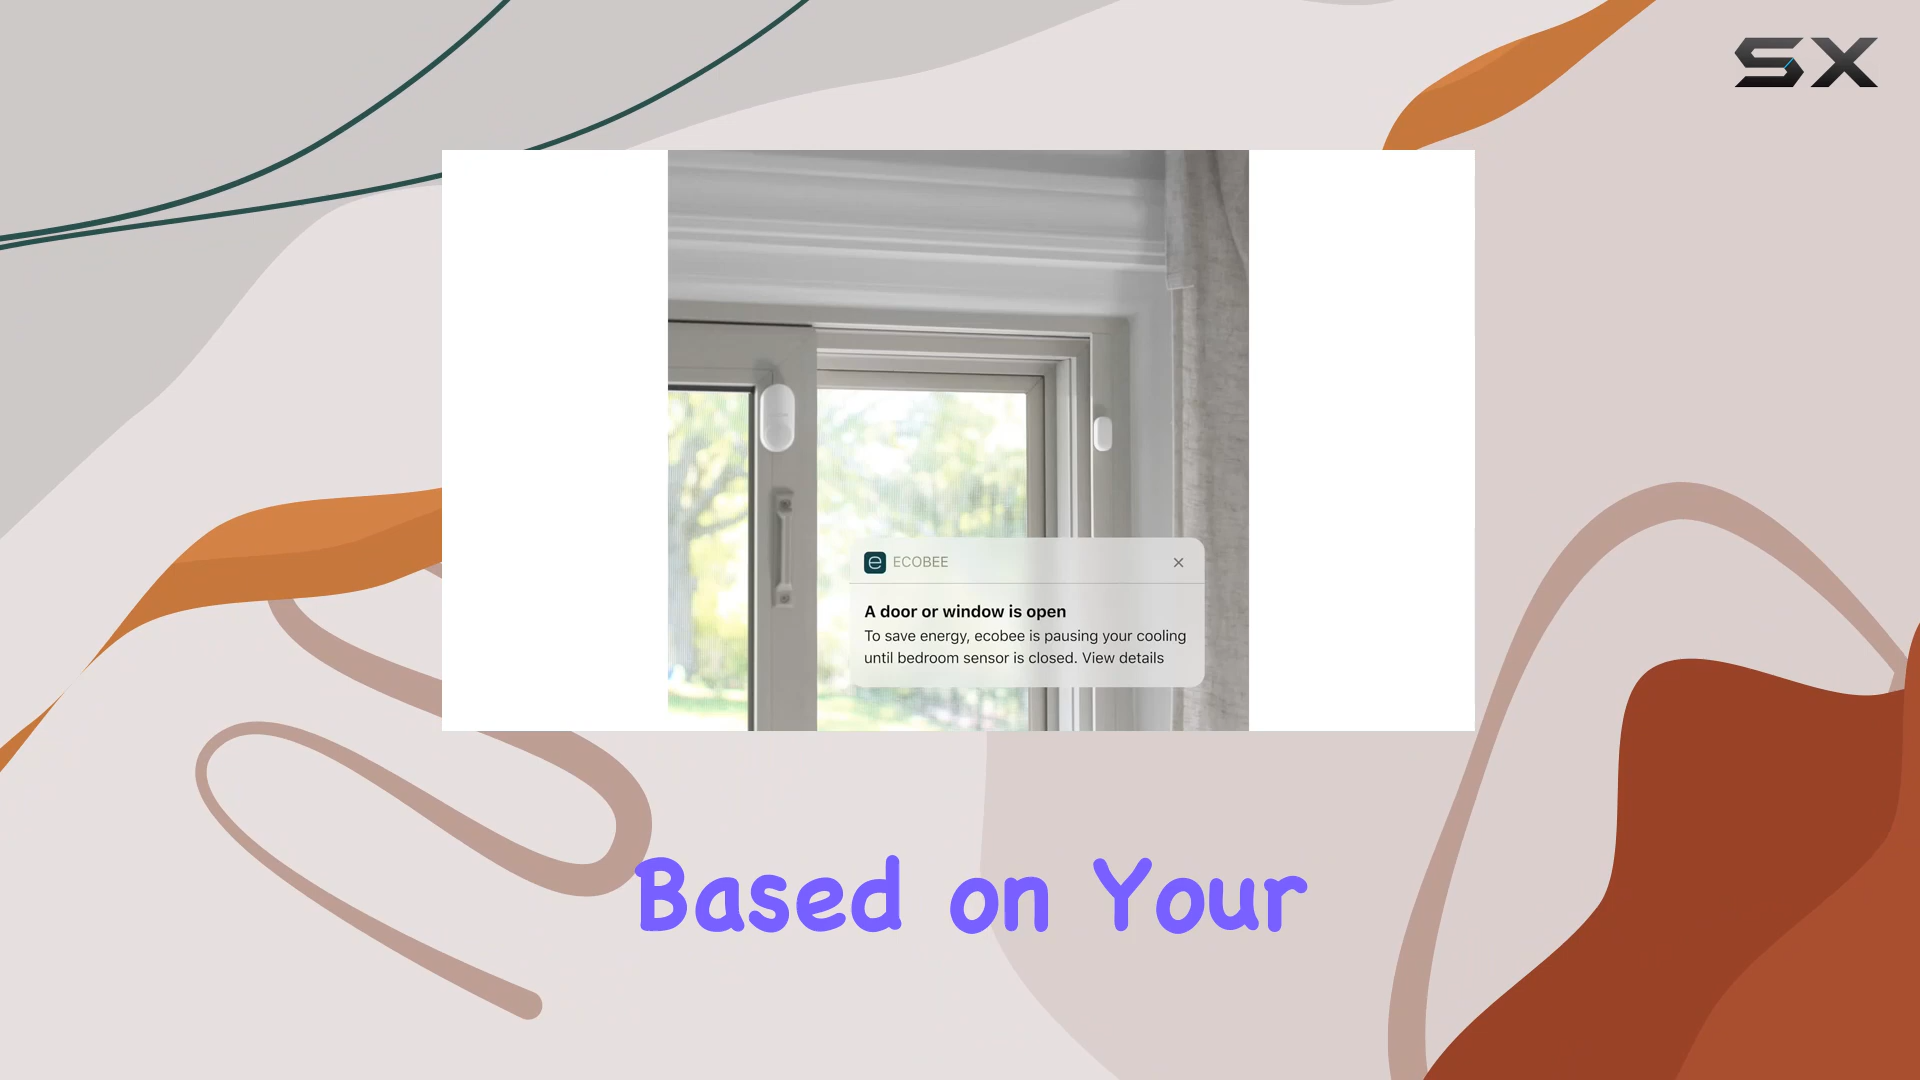 SX
e ECOBEE
A door or window is open
To save energy, ecobee is pausing your cooling
until bedroom sensor is closed. View details
Based on Your